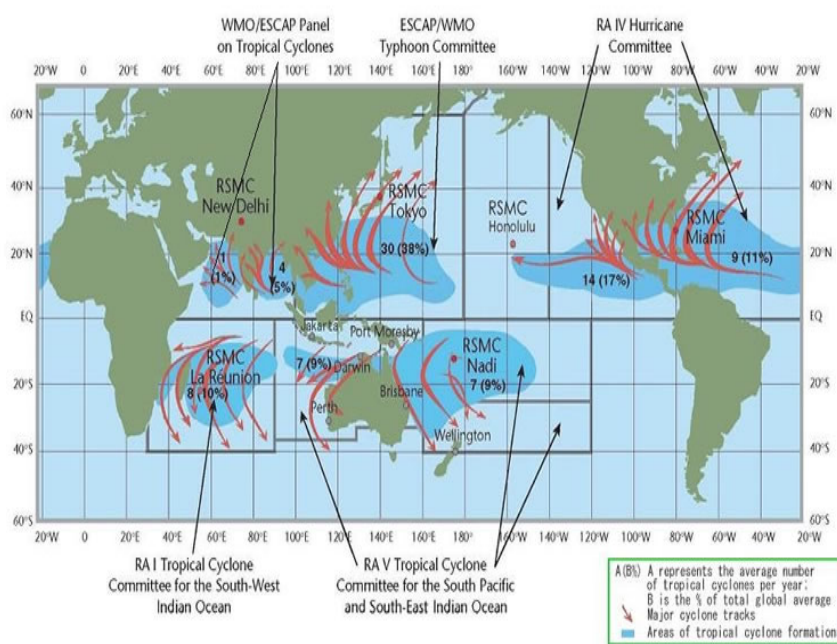 WMO/ESCAP Panel
on Tropical Cyclones
ESCAP/WMO
Typhoon Committee
RA IV Hurricane
Committee
20°W 0 20°E 40°E 60°E 80°E 100°E 120°E 140°E 160°E 180° 160°W 140°W 120°W 100°W 80°W 60°W 40°W 20°W
60°N
60°N
40°N
40°N
RSMC
New Delhi
RSMC
Tokyo
RSMC
Honolulu
RSMC
Miami
20°N
20°N
1
(1%)
4
(5%)
30 (38%)
14 (17%)
9 (11%)
EQ
EQ
Jakarta
Port Moresby
RSMC
La Réunion
8 (10%)
7 (9%)
Darwin
RSMC
Nadi
7 (9%)
20°S
20°S
Perth
Brisbane
Wellington
40°S
40°S
60°S
60°S
20°W 0 20°E 40°E 60°E 80°E 100°E 120°E 140°E 160°E 180° 160°W 140°W 120°W 100°W 80°W 60°W 40°W 20°W
RA I Tropical Cyclone
Committee for the South-West
Indian Ocean
RA V Tropical Cyclone
Committee for the South Pacific
and South-East Indian Ocean
A(B%) A represents the average number
of tropical cyclones per year;
B is the % of total global average
Major cyclone tracks
Areas of tropical cyclone formation